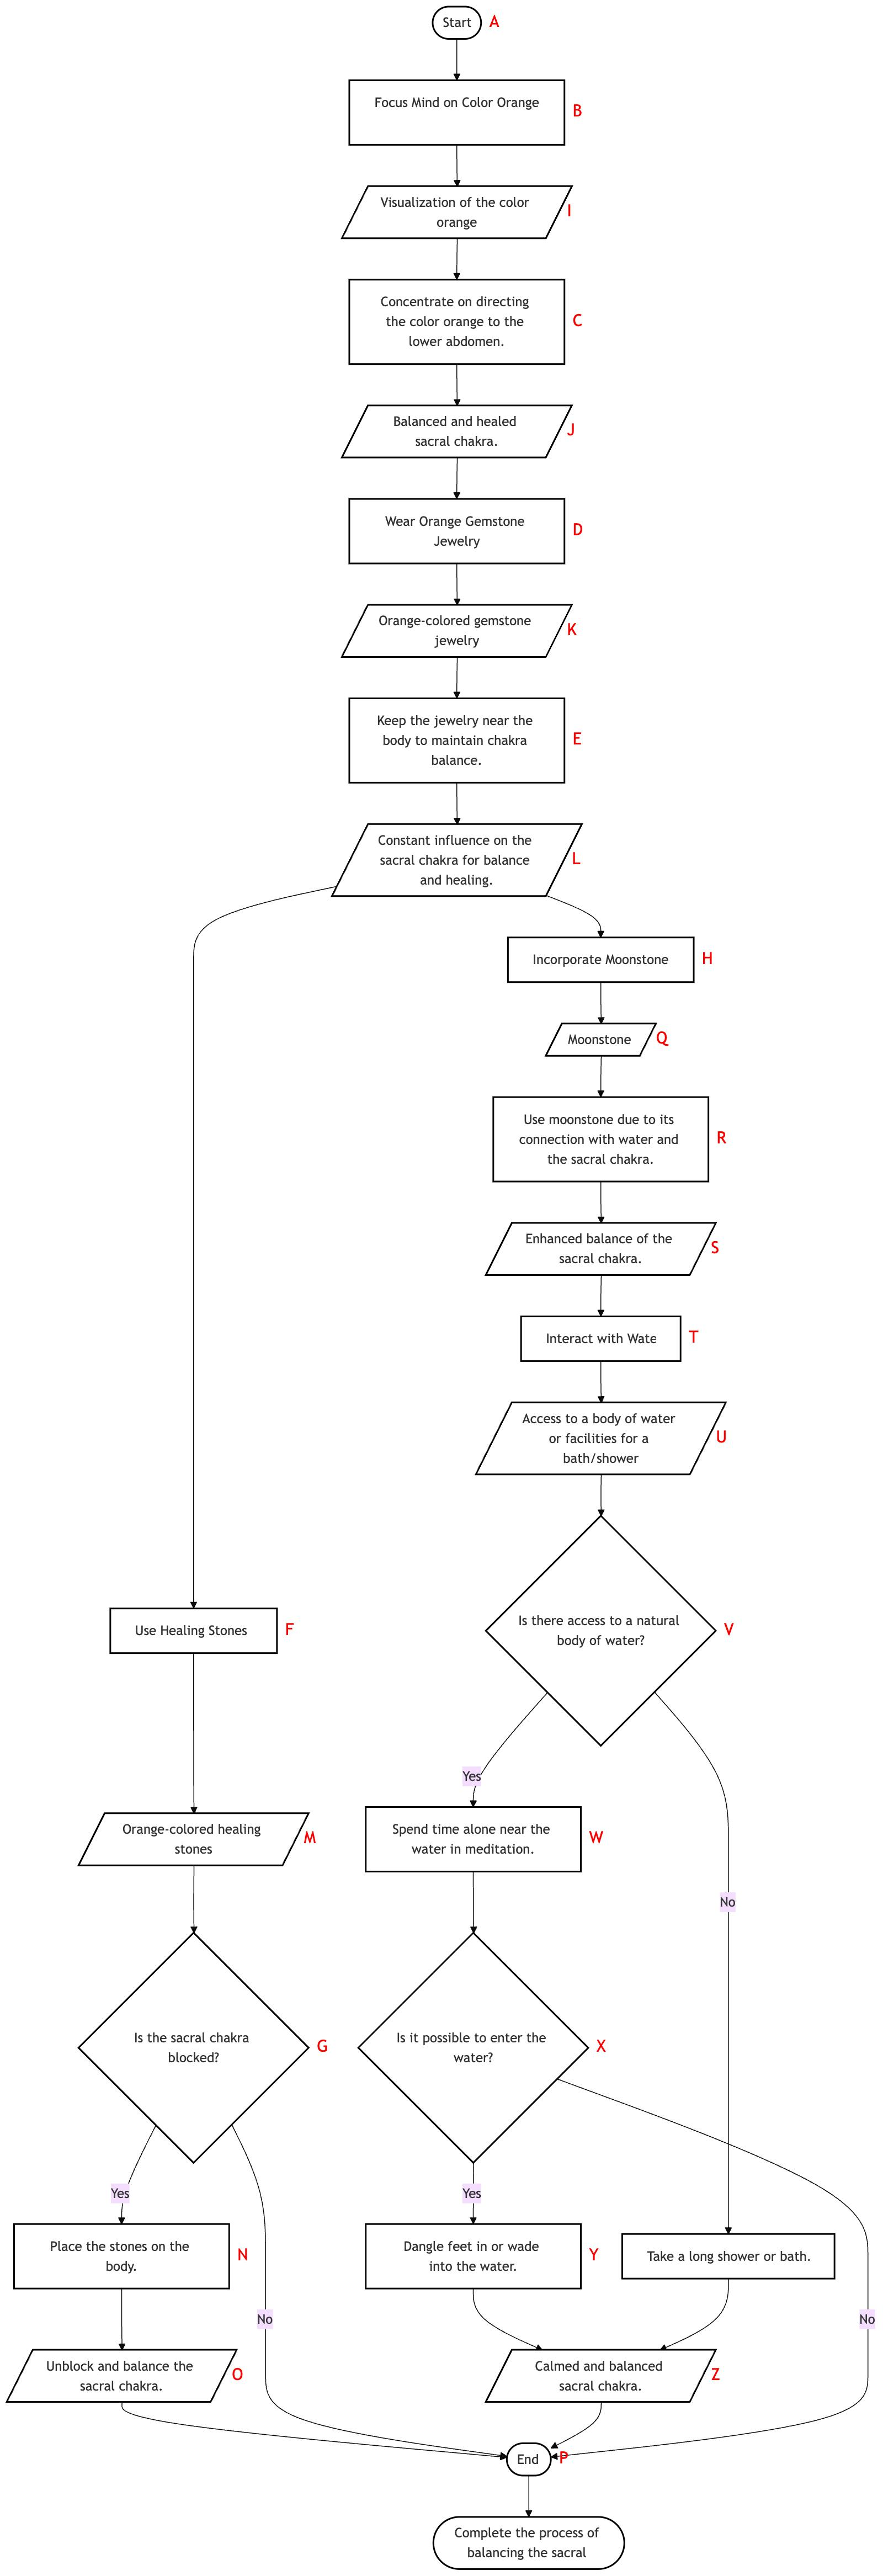 Start
A
Focus Mind on Color Orange
B
Visualization of the color
orange
I
Concentrate on directing
the color orange to the
lower abdomen.
C
Balanced and healed
sacral chakra.
J
Wear Orange Gemstone
Jewelry
D
Orange-colored gemstone
jewelry
K
Keep the jewelry near the
body to maintain chakra
balance.
E
Constant influence on the
sacral chakra for balance
and healing.
L
Incorporate Moonstone
H
Moonstone
Q
Use moonstone due to its
connection with water and
the sacral chakra.
R
Enhanced balance of the
sacral chakra.
S
Interact with Wate
T
Access to a body of water
or facilities for a
bath/shower
U
Use Healing Stones
F
Is there access to a natural
body of water?
V
Yes
Orange-colored healing
stones
M
Spend time alone near the
water in meditation.
W
No
Is the sacral chakra
blocked?
G
Is it possible to enter the
water?
X
Yes
Yes
Place the stones on the
body.
N
Dangle feet in or wade
into the water.
Y
Take a long shower or bath.
No
No
Unblock and balance the
sacral chakra.
O
Calmed and balanced
sacral chakra.
Z
End
P
Complete the process of
balancing the sacral